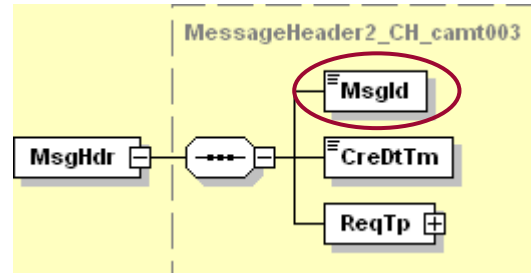 MessageHeader2_CH_camt003
MsgId
MsgHdr
CreDtTm
ReqTp